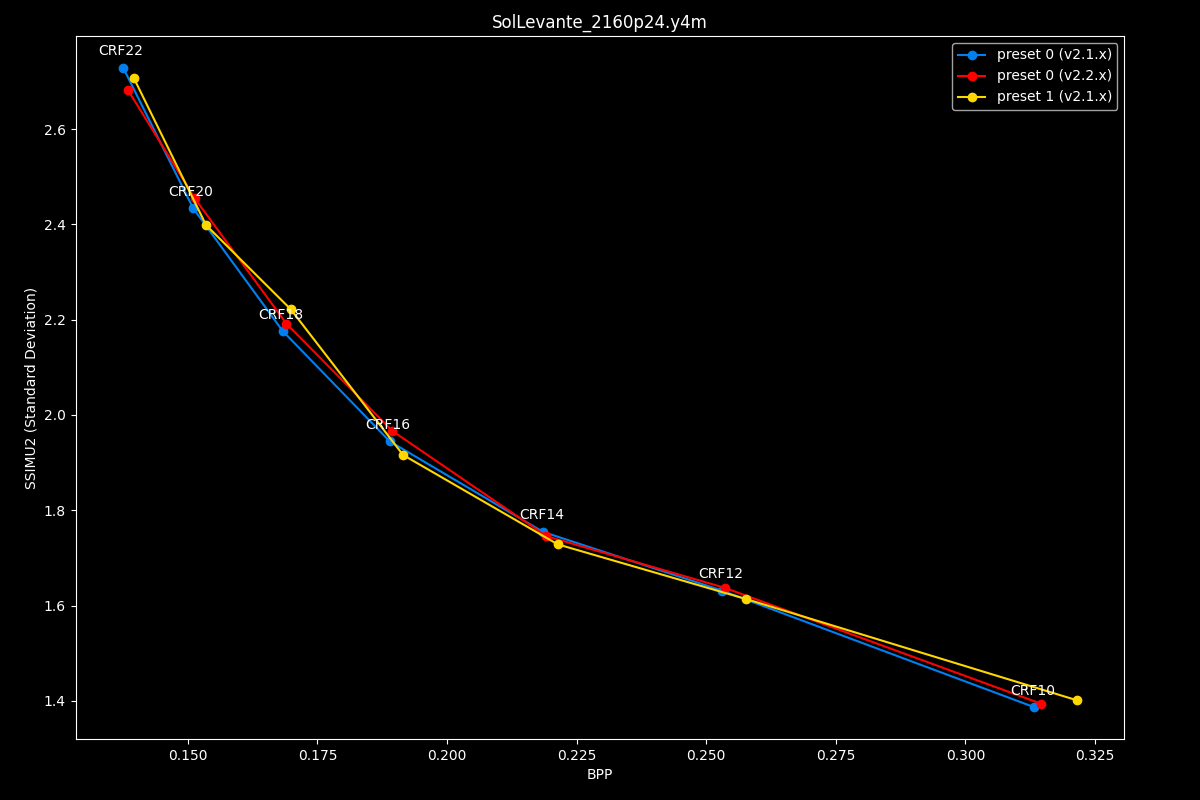 SolLevante_2160p24.y4m
CRF22
preset 0 (v2.1.x)
preset 0 (v2.2.x)
preset 1 (v2.1.x)
2.6
CRF20
2.4
CRF18
2.2
SSIMU2 (Standard Deviation)
CRF16
2.0
CRF14
1.8
CRF12
1.6
CRF10
1.4
0.150 0.175 0.200 0.225 0.250 0.275 0.300 0.325
BPP